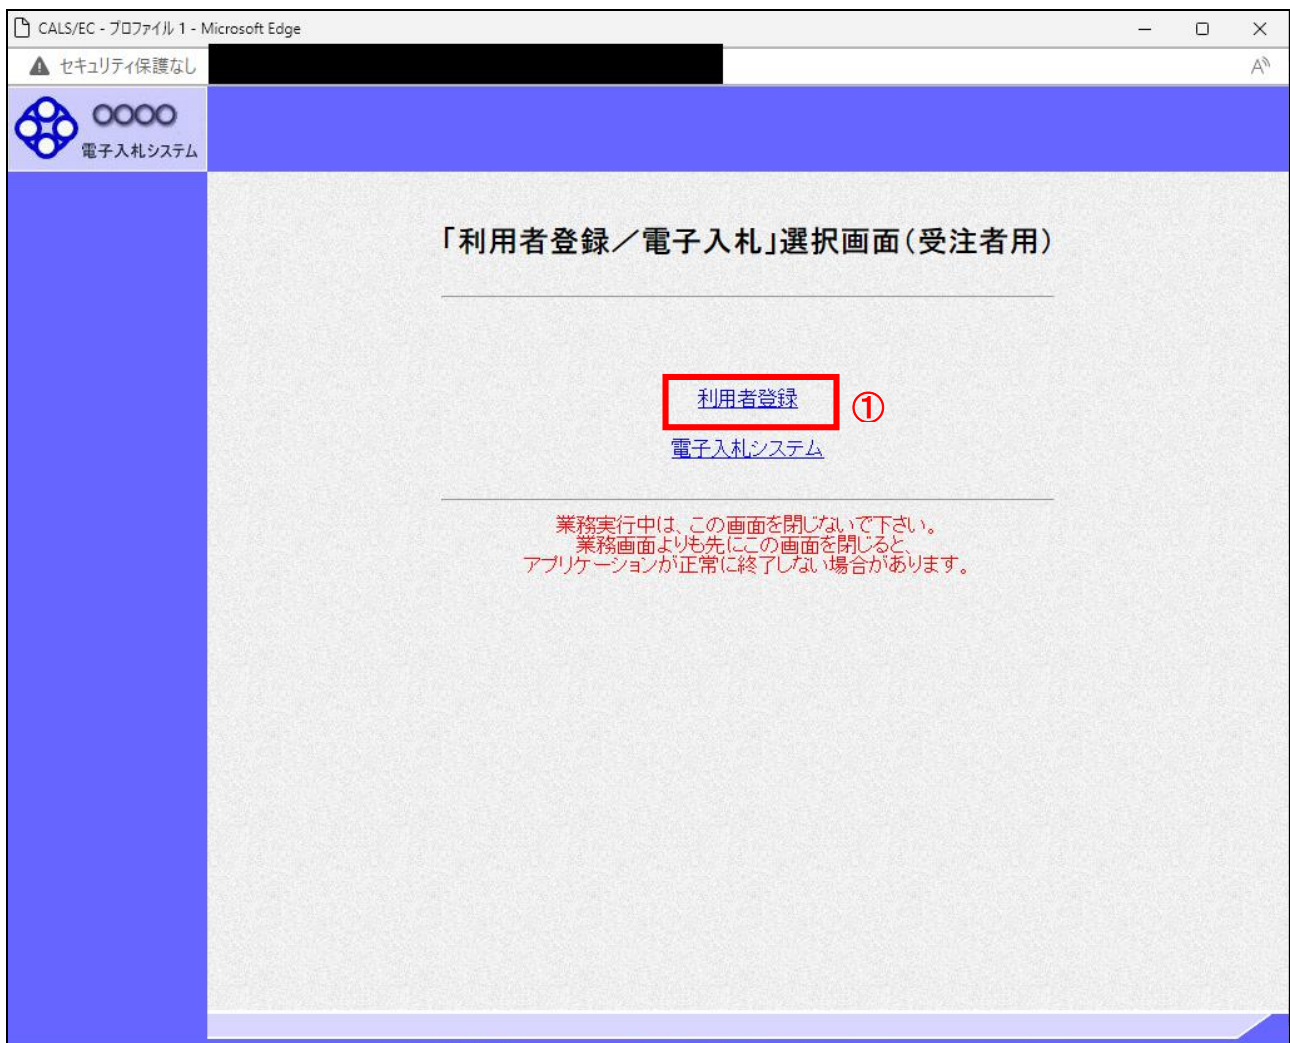 CALS/EC - プロファイル 1 - Microsoft Edge
セキュリティ保護なし
○○○○
電子入札システム
「利用者登録／電子入札」選択画面(受注者用)
利用者登録
①
電子入札システム
業務実行中は、この画面を閉じないで下さい。
業務画面よりも先にこの画面を閉じると、
アプリケーションが正常に終了しない場合があります。